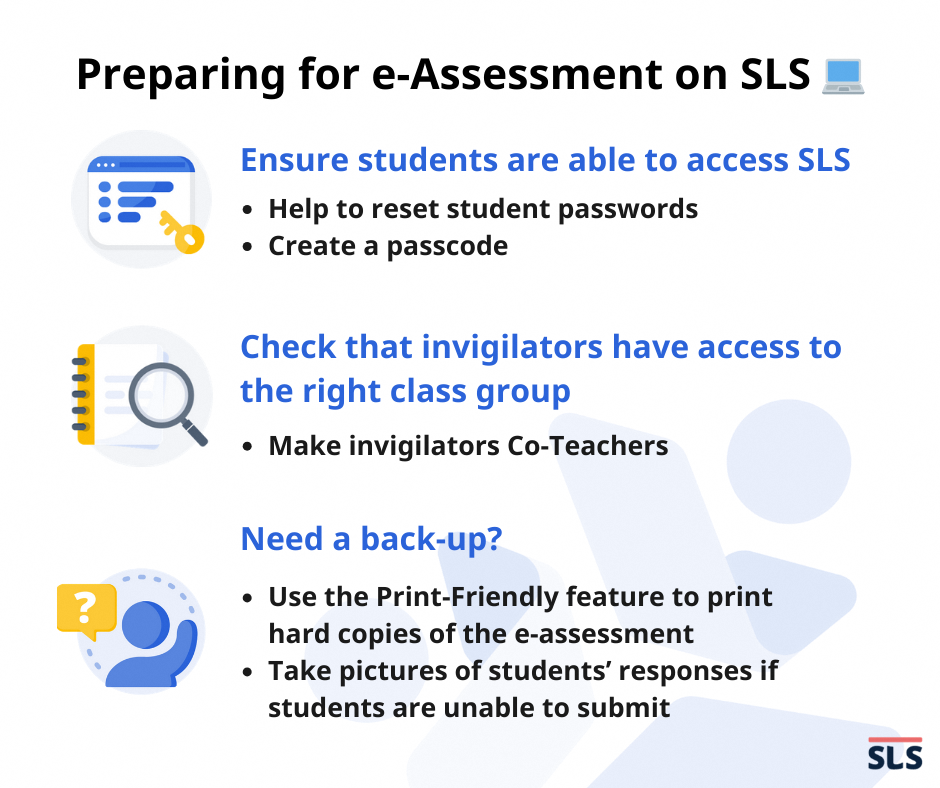 Preparing for e-Assessment on SLS
Ensure students are able to access SLS
• Help to reset student passwords
• Create a passcode
Check that invigilators have access to
the right class group
• Make invigilators Co-Teachers
Need a back-up?
?
• Use the Print-Friendly feature to print
hard copies of the e-assessment
• Take pictures of students’ responses if
students are unable to submit
SLS